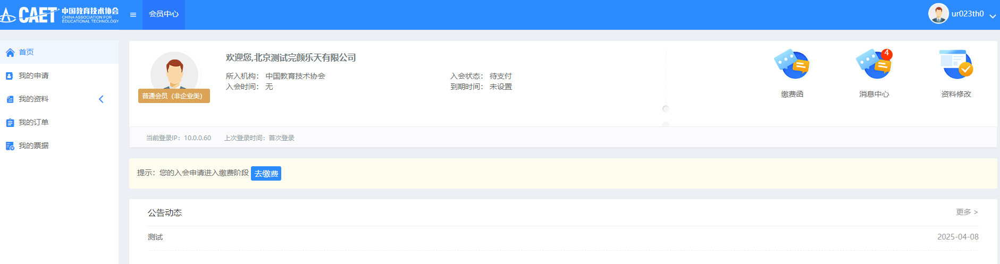 CAET 中国教育技术协会
CHINA ASSOCIATION FOR
EDUCATIONAL TECHNOLOGY
会员中心
ur023th0
首页
我的申请
我的资料
我的订单
我的票据
欢迎您,北京测试完颜乐天有限公司
所入机构： 中国教育技术协会
入会状态： 待支付
入会时间： 无
到期时间： 未设置
普通会员（非企业类）
缴费函
4
消息中心
资料修改
当前登录IP：10.0.0.60
上次登录时间：首次登录
提示：您的入会申请进入缴费阶段 去缴费
公告动态
更多 >
测试
2025-04-08